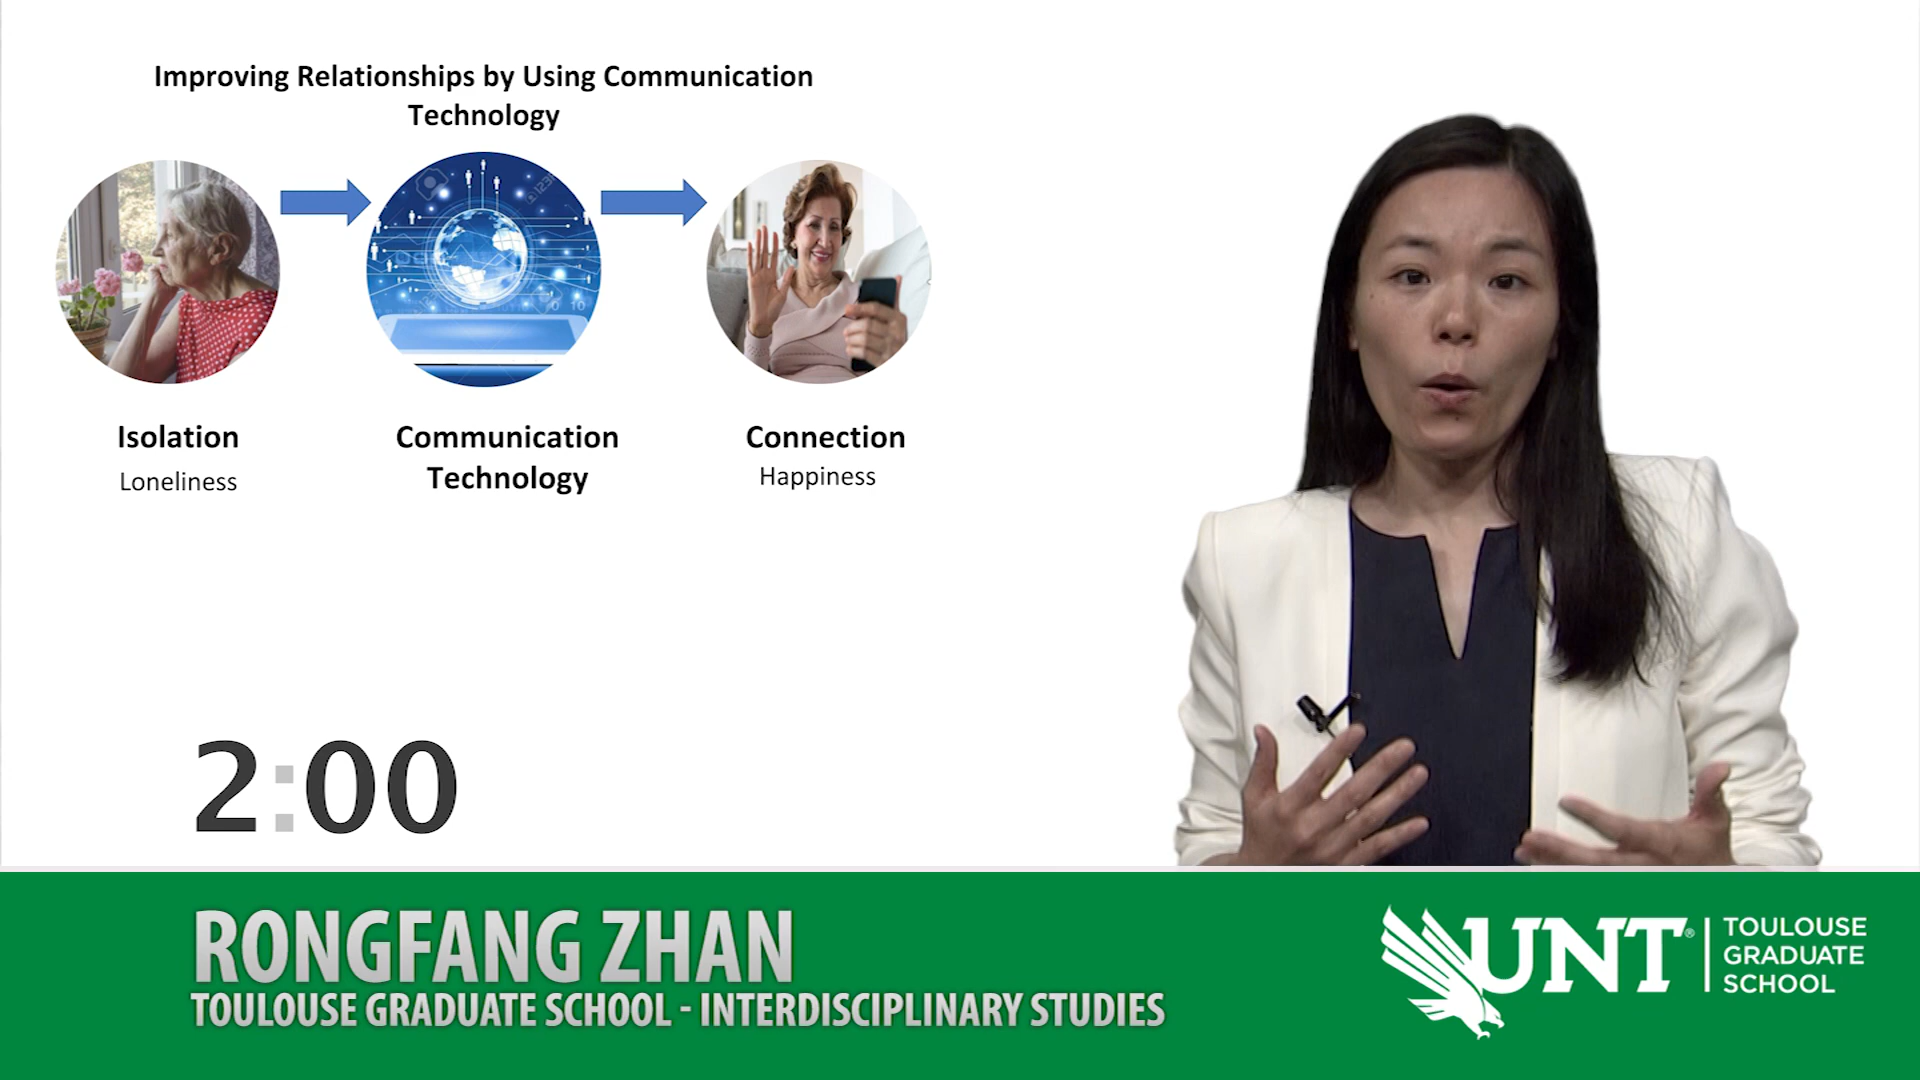 Improving Relationships by Using Communication
Technology
Isolation
Loneliness
Communication
Technology
Connection
Happiness
2:00
RONGFANG ZHAN
TOULOUSE GRADUATE SCHOOL - INTERDISCIPLINARY STUDIES
UNT®
TOULOUSE
GRADUATE
SCHOOL